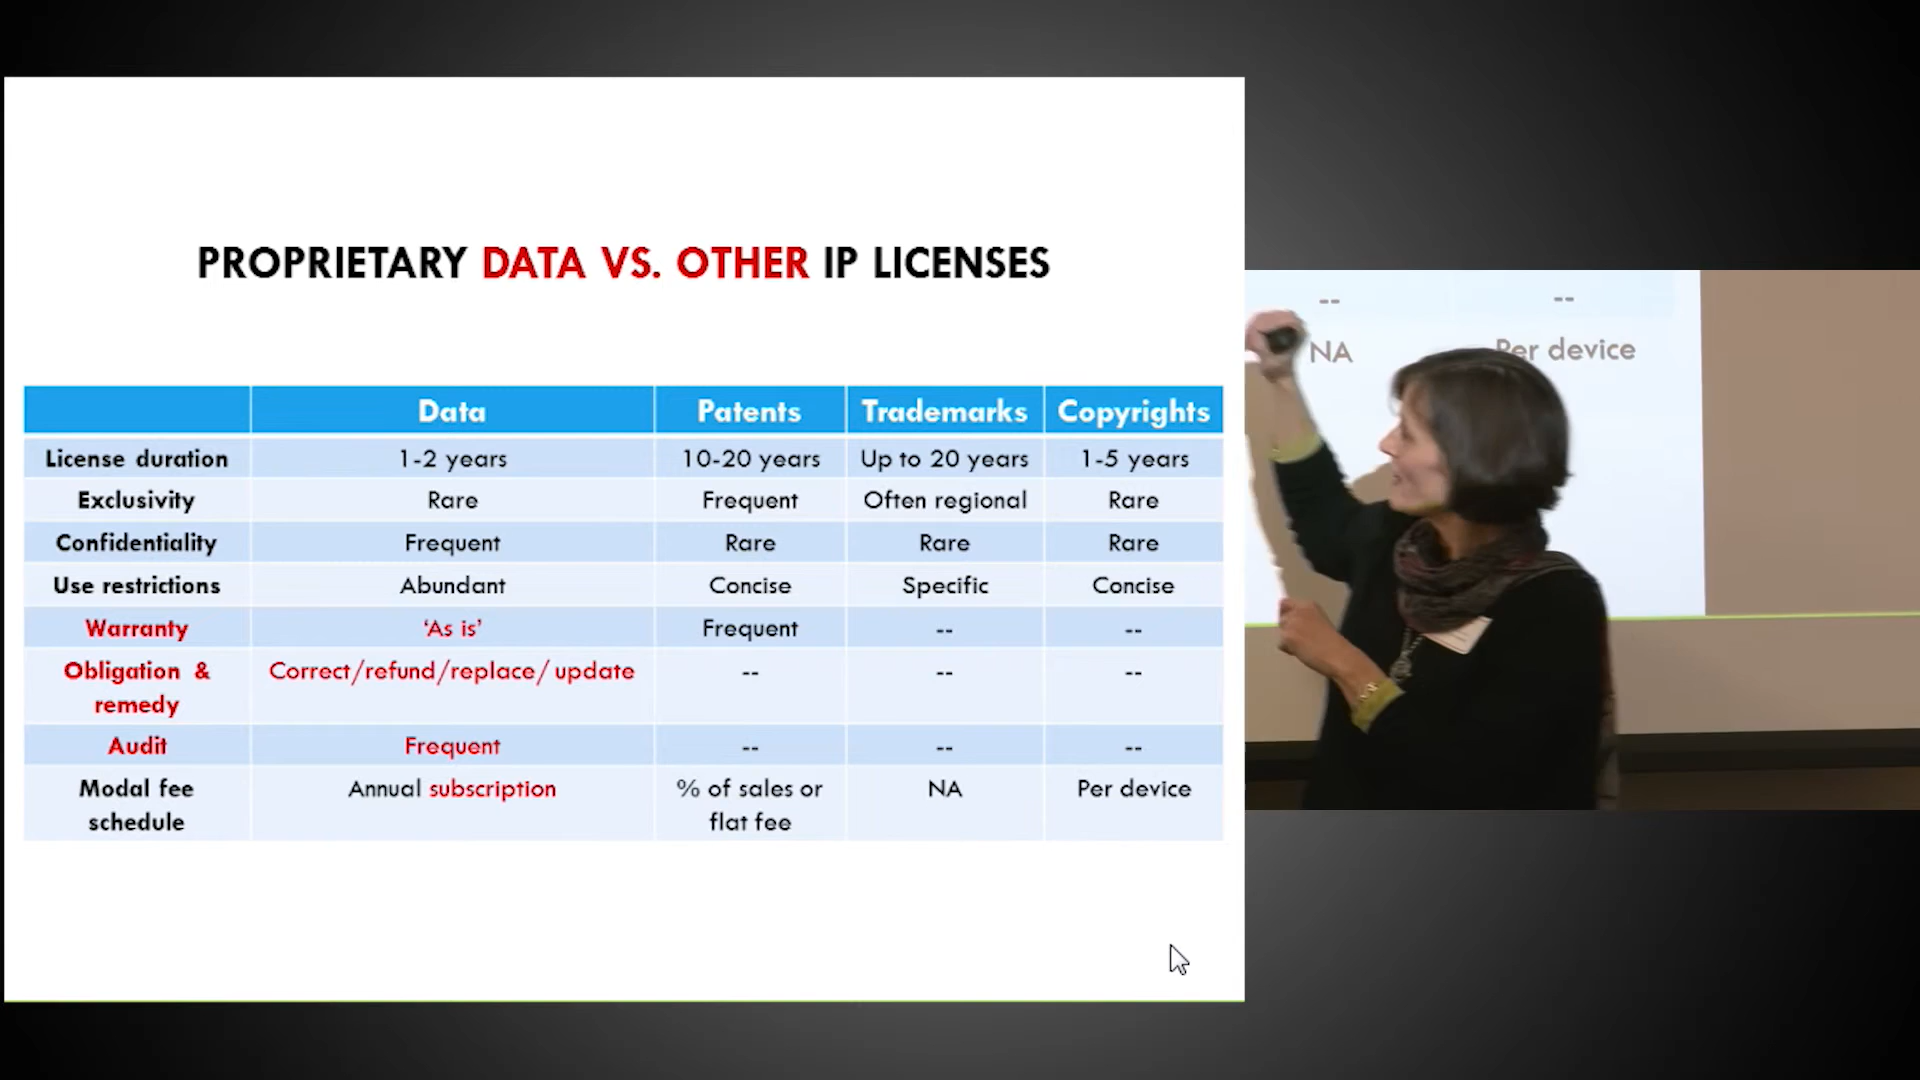 PROPRIETARY DATA VS. OTHER IP LICENSES
Data Patents Trademarks Copyrights
License duration 1-2 years 10-20 years Up to 20 years 1-5 years
Exclusivity Rare Frequent Often regional Rare
Confidentiality Frequent Rare Rare Rare
Use restrictions Abundant Concise Specific Concise
Warranty 'As is' Frequent -- --
Obligation & Correct/refund/replace/ update -- -- --
remedy
Audit Frequent -- -- --
Modal fee Annual subscription % of sales or NA Per device
schedule flat fee
-- --
NA Per device